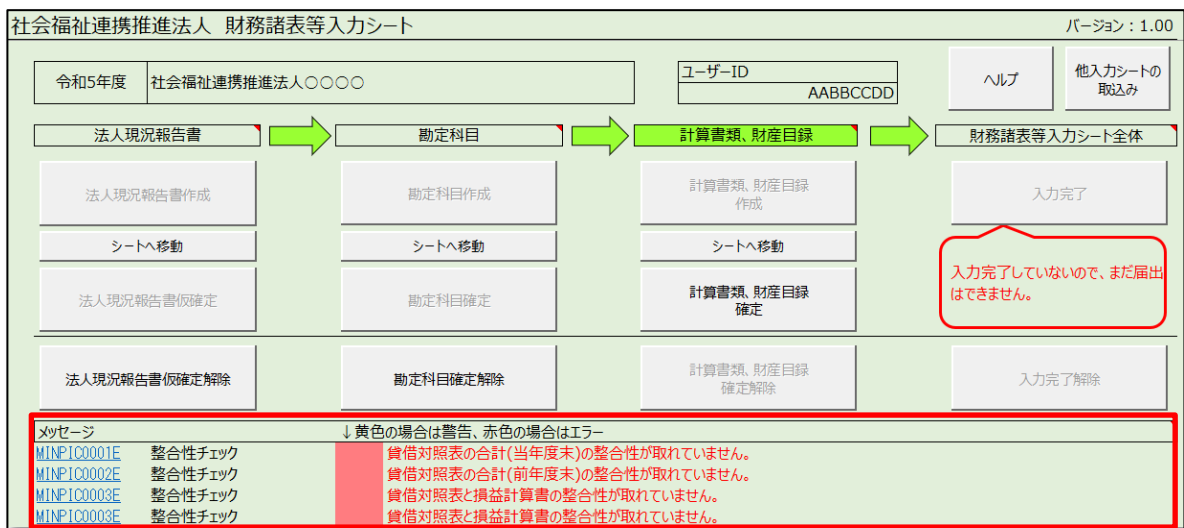 社会福祉連携推進法人 財務諸表等入力シート
バージョン：1.00
令和5年度 社会福祉連携推進法人○○○○
ユーザーID
AABBCCDD
ヘルプ
他入力シートの
取込み
法人現況報告書
勘定科目
計算書類、財産目録
財務諸表等入力シート全体
法人現況報告書作成
勘定科目作成
計算書類、財産目録
作成
入力完了
シートへ移動
シートへ移動
シートへ移動
入力完了していないので、まだ届出
はできません。
法人現況報告書仮確定
勘定科目確定
計算書類、財産目録
確定
法人現況報告書仮確定解除
勘定科目確定解除
計算書類、財産目録
確定解除
入力完了解除
メッセージ ↓黄色の場合は警告、赤色の場合はエラー
MINPIC0001E 整合性チェック 貸借対照表の合計(当年度末)の整合性が取れていません。
MINPIC0002E 整合性チェック 貸借対照表の合計(前年度末)の整合性が取れていません。
MINPIC0003E 整合性チェック 貸借対照表と損益計算書の整合性が取れていません。
MINPIC0003E 整合性チェック 貸借対照表と損益計算書の整合性が取れていません。